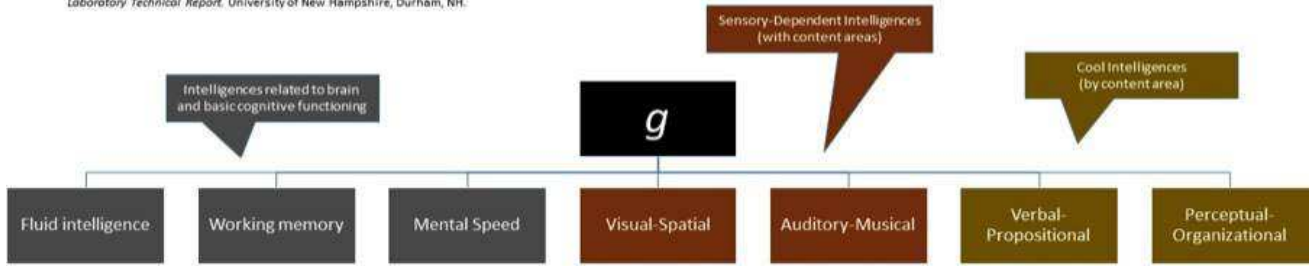 Laboratory Technical Report. University of New Hampshire, Durham, NH.
Sensory-Dependent Intelligences
(with content areas)
Cool Intelligences
(by content area)
Intelligences related to brain
and basic cognitive functioning
g
Fluid intelligence
Working memory
Mental Speed
Visual-Spatial
Auditory-Musical
Verbal-
Propositional
Perceptual-
Organizational